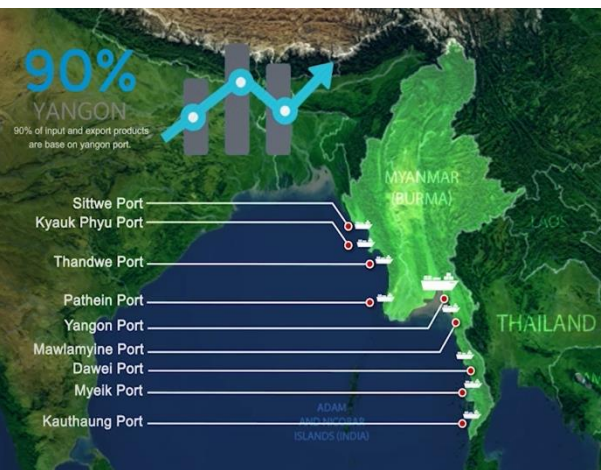 90%
YANGON
90% of input and export products
are base on yangon port.
MYANMAR
(BURMA)
Sittwe Port
Kyauk Phyu Port
LAOS
Thandwe Port
Pathein Port
Yangon Port
THAILAND
Mawlamyine Port
Dawei Port
Myeik Port
ADAM
AND NICOBAR
ISLANDS (INDIA)
Kauthaung Port